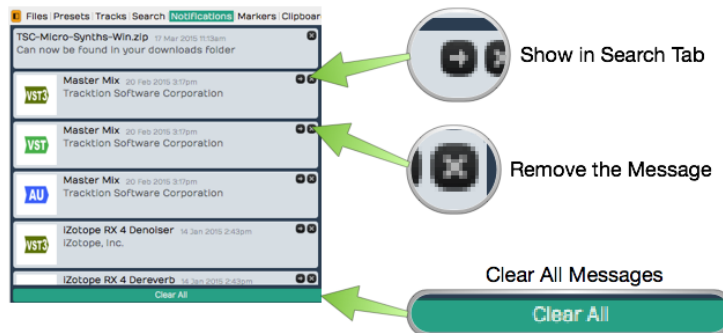 Files Presets Tracks Search Notifications Markers Clipboar
TSC-Micro-Synths-Win.zip 17 Mar 2015 11:13am
Can now be found in your downloads folder
Master Mix 20 Feb 2015 3:17pm
Tracktion Software Corporation
VST3
Master Mix 20 Feb 2015 3:17pm
Tracktion Software Corporation
VST
Master Mix 20 Feb 2015 3:17pm
Tracktion Software Corporation
AU
iZotope RX 4 Denoiser 14 Jan 2015 2:43pm
iZotope, Inc.
VST3
iZotope RX 4 Dereverb 14 Jan 2015 2:43pm
Clear All
Show in Search Tab
Remove the Message
Clear All Messages
Clear All